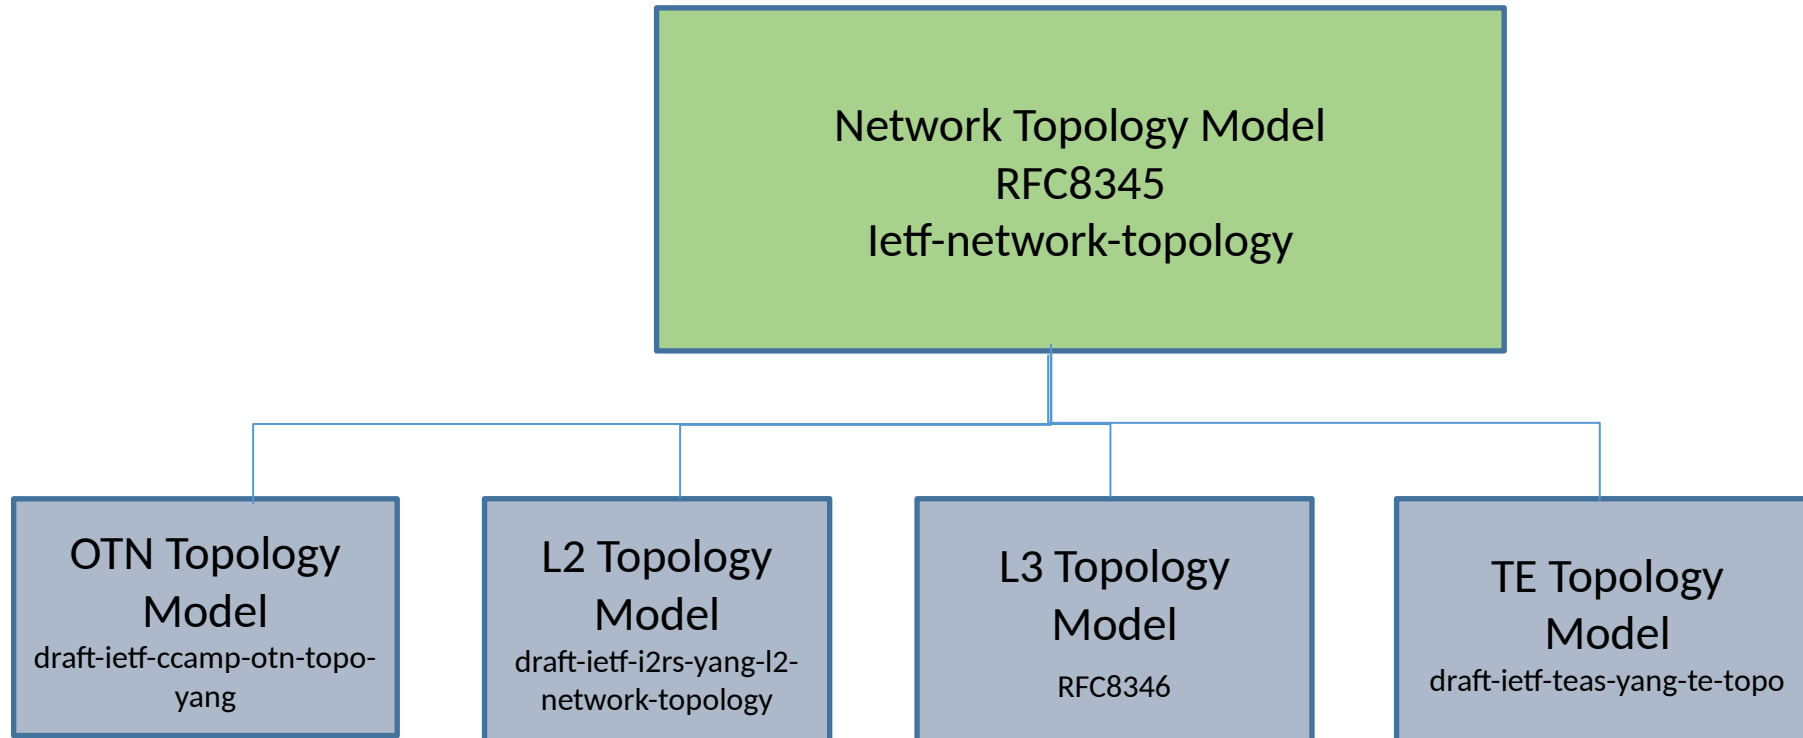 Network Topology Model
RFC8345
Ietf-network-topology
OTN Topology
Model
draft-ietf-ccamp-otn-topo-
yang
L2 Topology
Model
draft-ietf-i2rs-yang-l2-
network-topology
L3 Topology
Model
RFC8346
TE Topology
Model
draft-ietf-teas-yang-te-topo